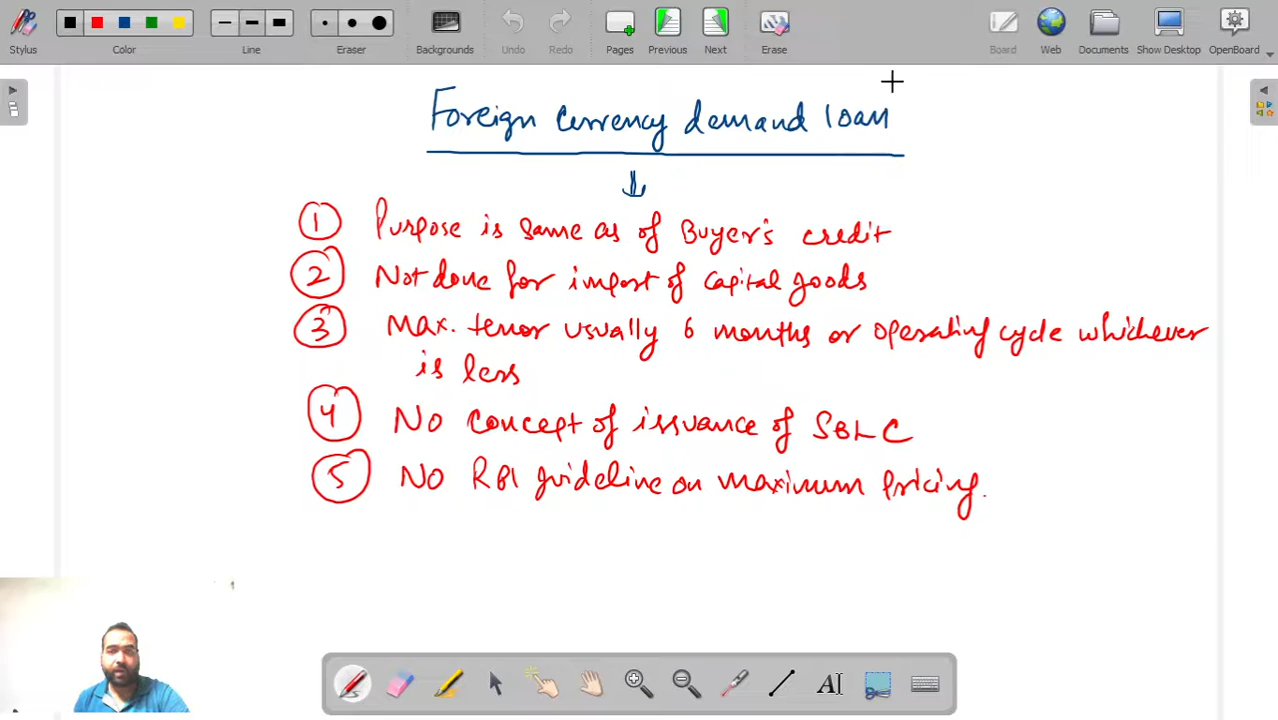 Stylus
Color
Line
Eraser
Backgrounds
Undo
Redo
Pages
Previous
Next
Erase
Board
Web
Documents
Show Desktop
OpenBoard
Foreign currency demand loan
1 Purpose is same as of Buyer's credit
2 Not done for import of capital goods
3 Max. tenor usually 6 months or operating cycle whichever
is less
4 No concept of issuance of SBLC
5 No RBI guideline on maximum pricing.
AI